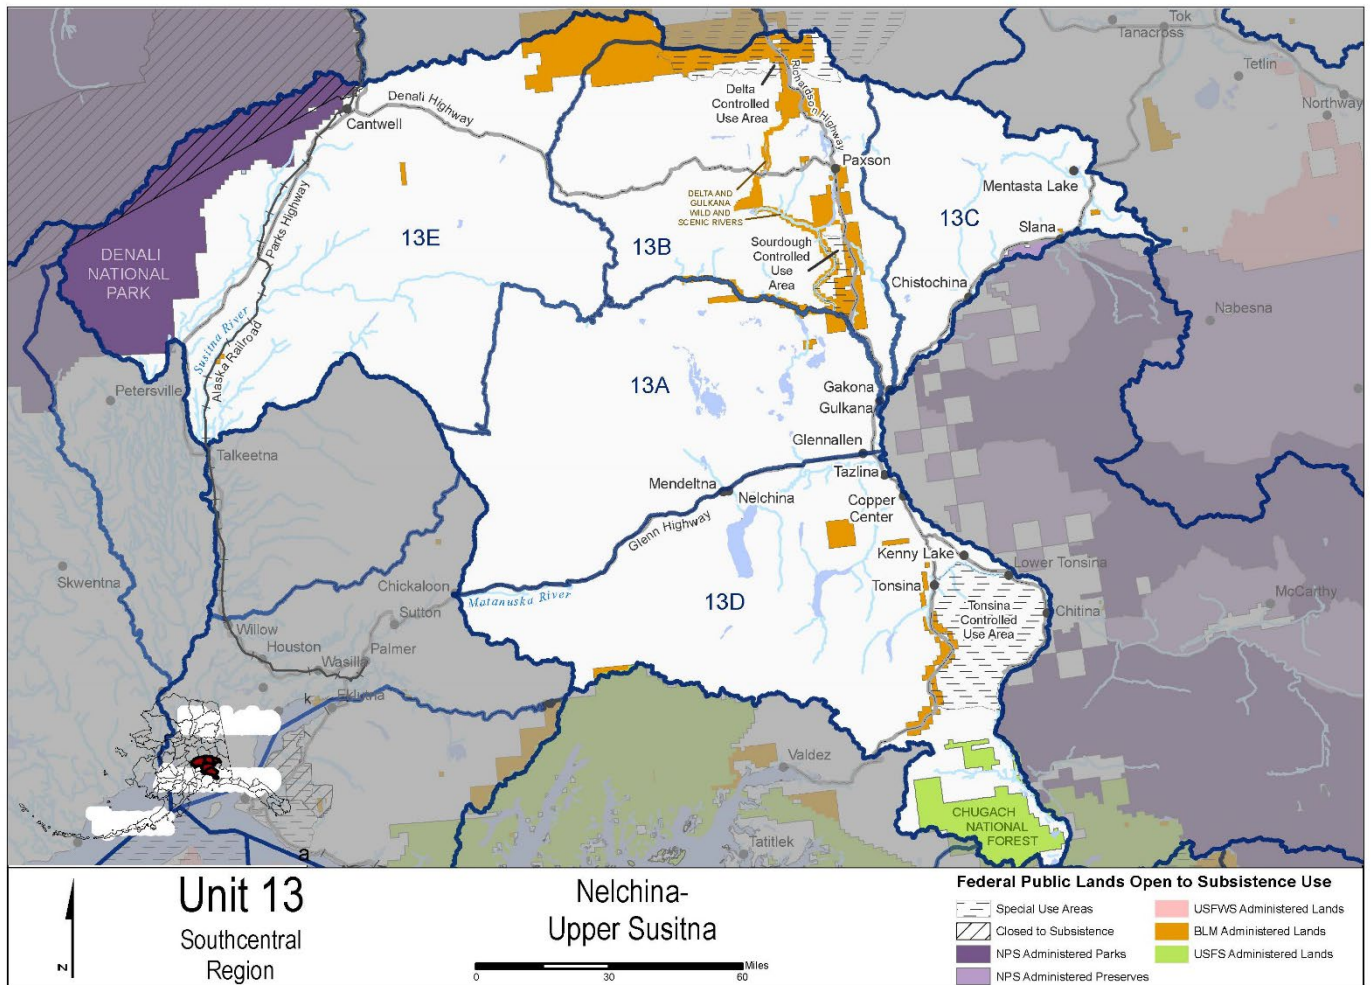 Tok
Tanacross
Tetlin
Northway
Cantwell
Denali Highway
Richardson Highway
Delta
Controlled
Use Area
Paxson
Mentasta Lake
Slana
DELTA AND
GULKANA
WILD AND
SCENIC RIVERS
13E
13B
13C
Sourdough
Controlled
Use
Area
Chistochina
DENALI
NATIONAL
PARK
Parks Highway
Susitna River
Alaska Railroad
Nabesna
Petersville
13A
Gakona
Gulkana
Glennallen
Talkeetna
Tazlina
Mendeltna
Nelchina
Copper
Center
Glenn Highway
Kenny Lake
Lower Tonsina
Skwentna
Chickaloon
Matanuska River
Tonsina
13D
Tonsina
Controlled
Use Area
Chitina
McCarthy
Sutton
Willow
Houston
Palmer
Wasilla
Eklutna
k
Valdez
Tatitlek
CHUGACH
NATIONAL
FOREST
a
N
Unit 13
Southcentral
Region
Nelchina-
Upper Susitna
Miles
0 30 60
Federal Public Lands Open to Subsistence Use
Special Use Areas
Closed to Subsistence
NPS Administered Parks
NPS Administered Preserves
USFWS Administered Lands
BLM Administered Lands
USFS Administered Lands